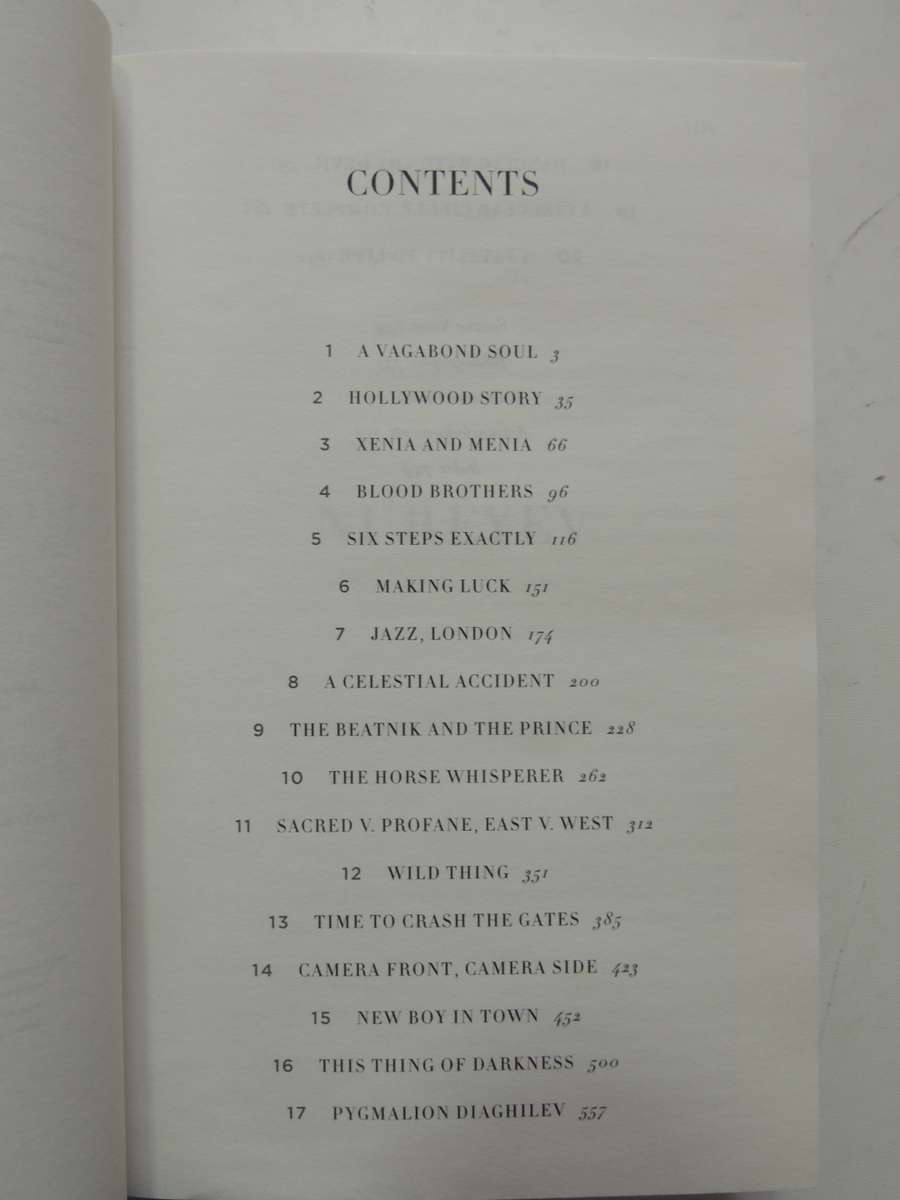 CONTENTS
1 A VAGABOND SOUL 3
2 HOLLYWOOD STORY 35
3 XENIA AND MENIA 66
4 BLOOD BROTHERS 96
5 SIX STEPS EXACTLY 116
6 MAKING LUCK 151
7 JAZZ, LONDON 174
8 A CELESTIAL ACCIDENT 200
9 THE BEATNIK AND THE PRINCE 228
10 THE HORSE WHISPERER 262
11 SACRED V. PROFANE, EAST V. WEST 312
12 WILD THING 351
13 TIME TO CRASH THE GATES 385
14 CAMERA FRONT, CAMERA SIDE 423
15 NEW BOY IN TOWN 452
16 THIS THING OF DARKNESS 500
17 PYGMALION DIAGHILEV 557